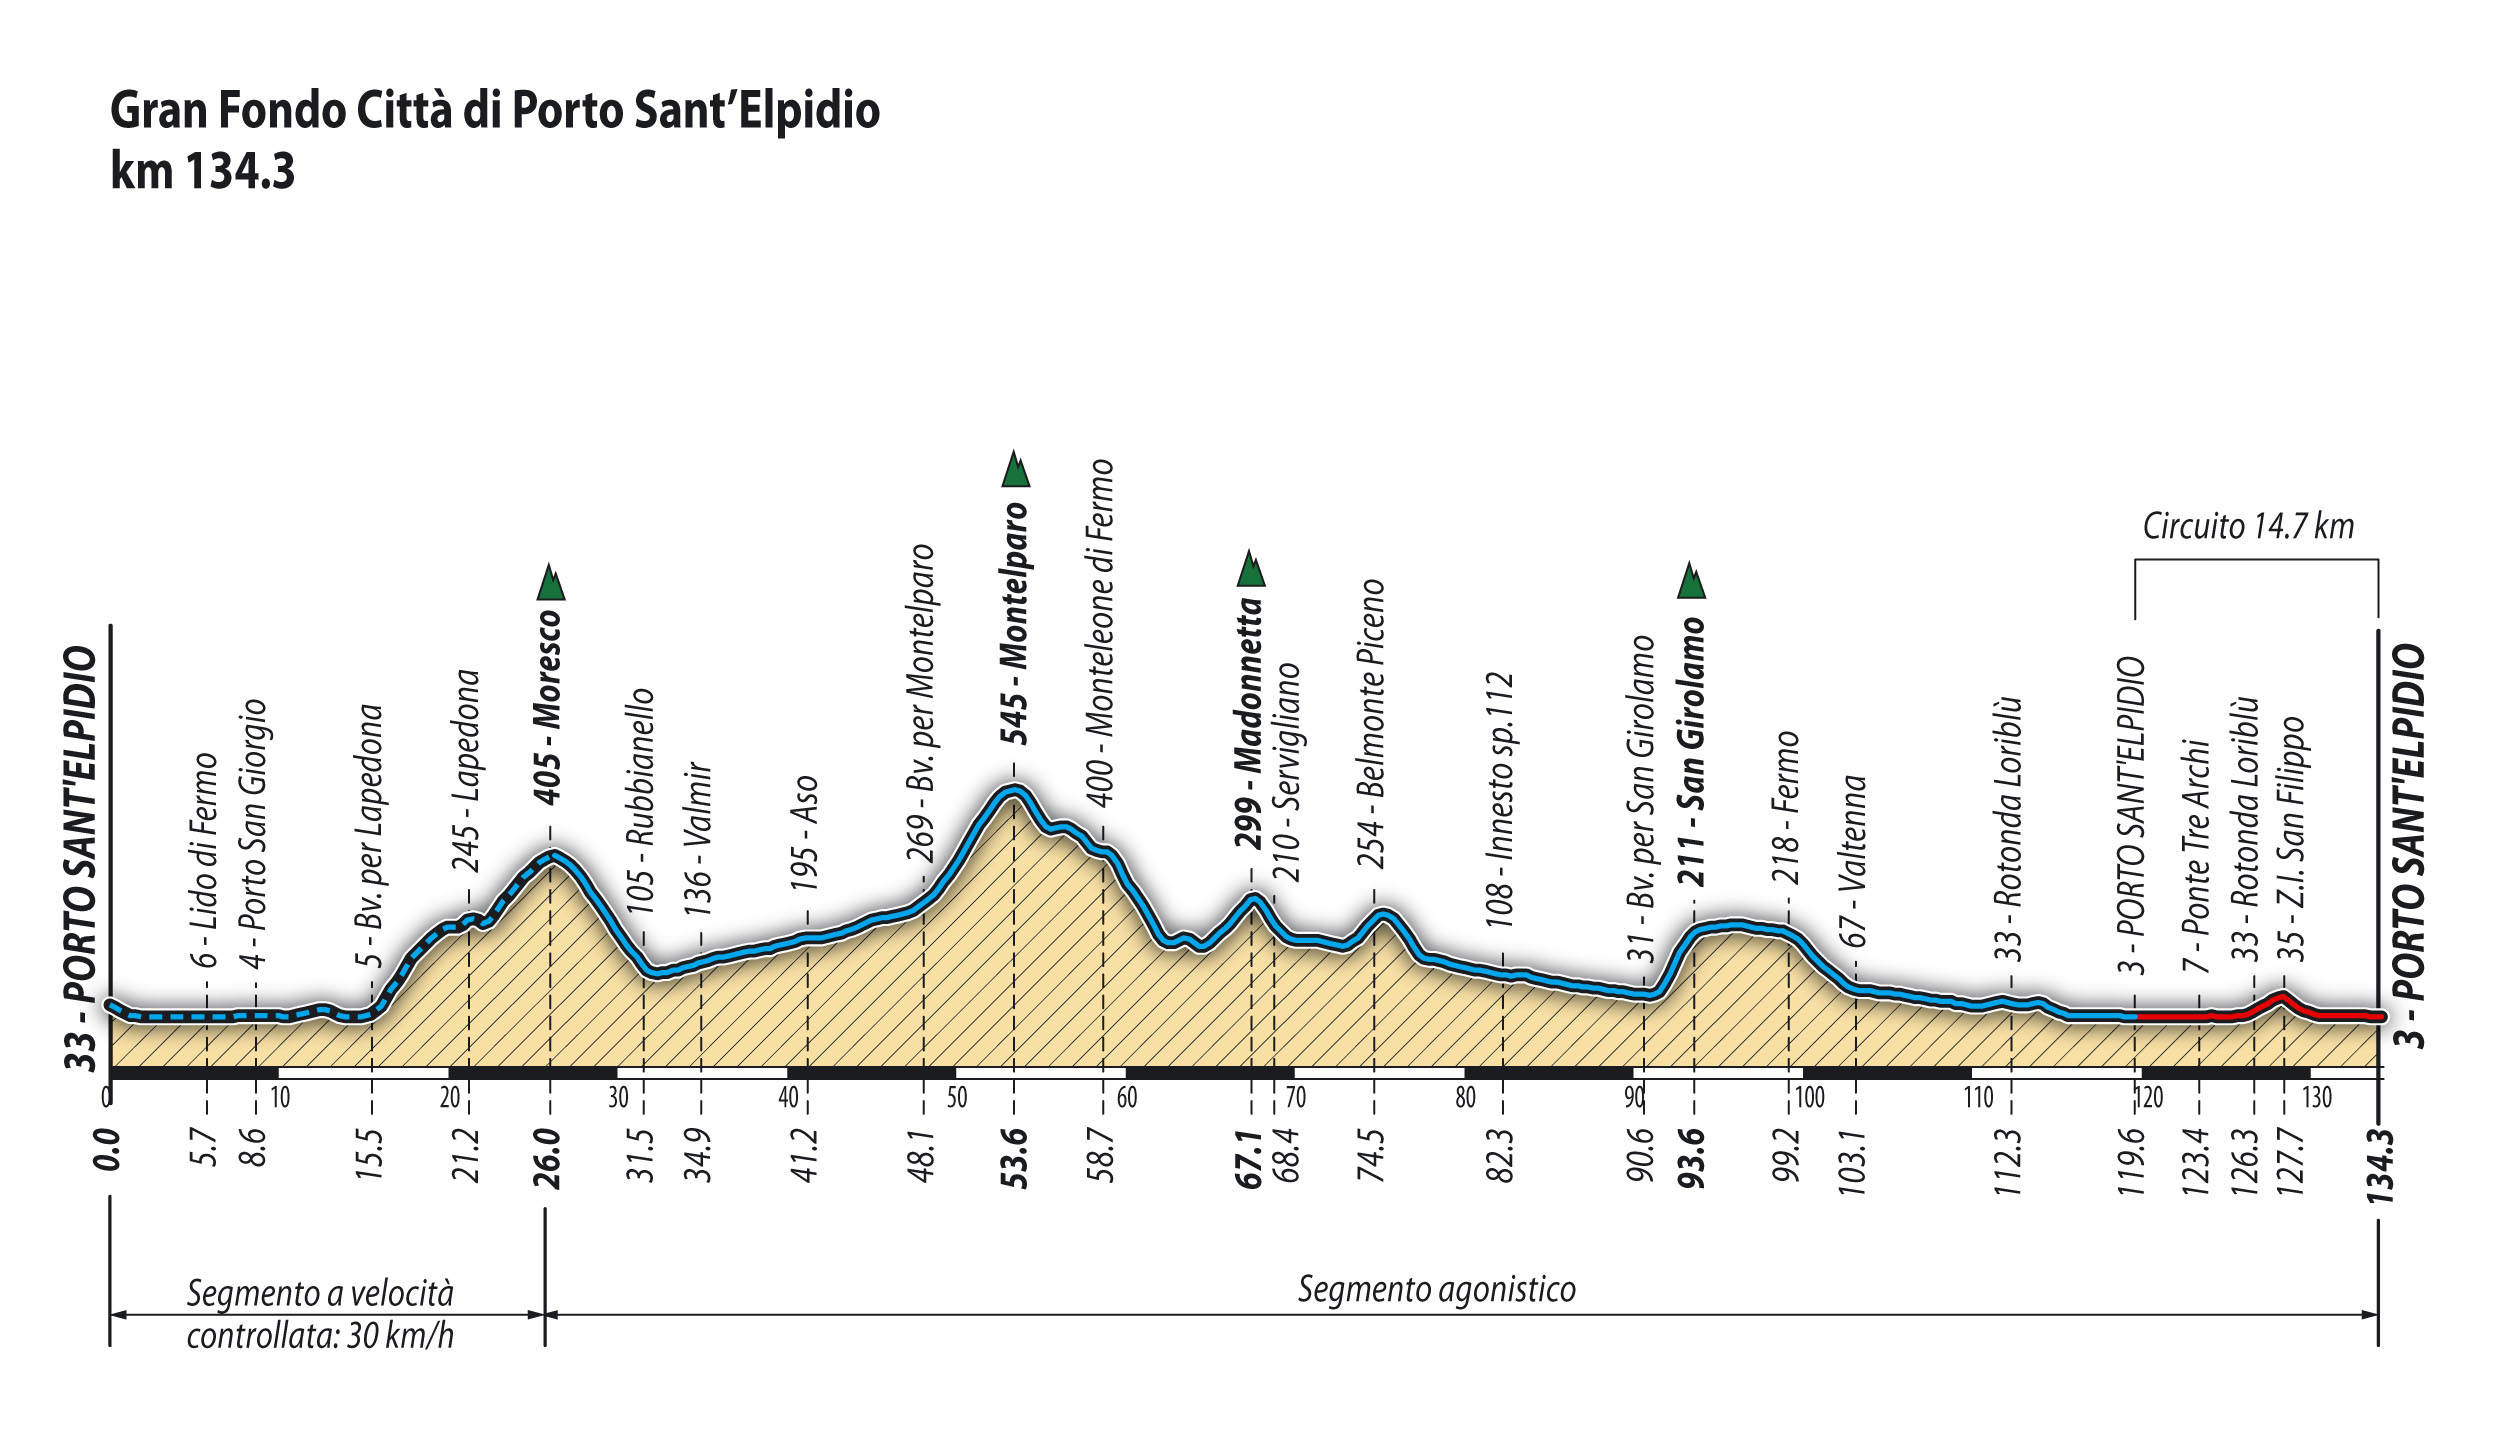 Gran Fondo Città di Porto Sant'Elpidio
km 134.3
Circuito 14.7 km
33 - PORTO SANT'ELPIDIO
6 - Lido di Fermo
4 - Porto San Giorgio
5 - Bv. per Lapedona
245 - Lapedona
405 - Moresco
105 - Rubbianello
136 - Valmir
195 - Aso
269 - Bv. per Montelparo
545 - Montelparo
400 - Monteleone di Fermo
299 - Madonnetta
210 - Servigliano
254 - Belmonte Piceno
108 - Innesto sp.112
31 - Bv. per San Girolamo
211 - San Girolamo
218 - Fermo
67 - Valtenna
33 - Rotonda Loriblù
3 - PORTO SANT'ELPIDIO
7 - Ponte Tre Archi
33 - Rotonda Loriblù
35 - Z.I. San Filippo
3 - PORTO SANT'ELPIDIO
0 10 20 30 40 50 60 70 80 90 100 110 120 130
0.0
5.7
8.6
15.5
21.2
26.0
31.5
34.9
41.2
48.1
53.6
58.7
67.1
68.4
74.5
82.3
90.6
93.6
99.2
103.1
112.3
119.6
123.4
126.3
127.7
134.3
Segmento a velocità
controllata: 30 km/h
Segmento agonistico